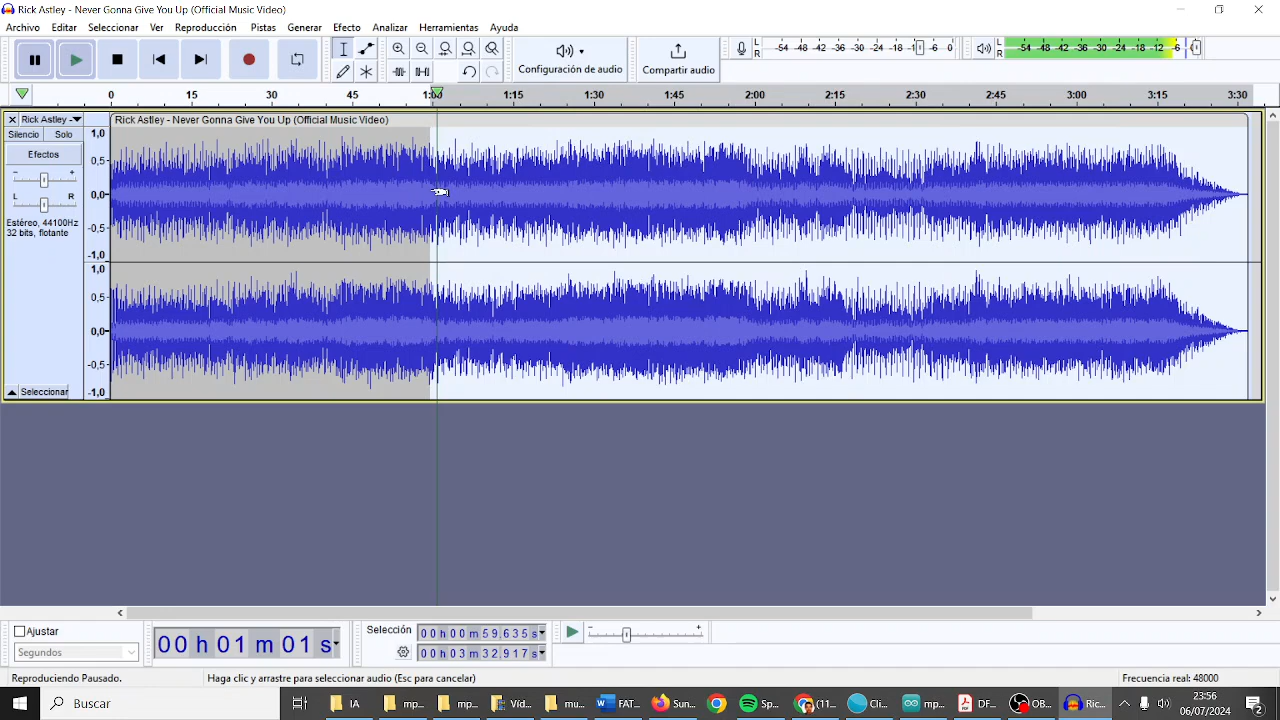 Rick Astley - Never Gonna Give You Up (Official Music Video)
Archivo Editar Seleccionar Ver Reproducción Pistas Generar Efecto Analizar Herramientas Ayuda
L R -54 -48 -42 -36 -30 -24 -18 -12 -6 0
L R -54 -48 -42 -36 -30 -24 -18 -12 -6 0
Configuración de audio
Compartir audio
0 15 30 45 1:00 1:15 1:30 1:45 2:00 2:15 2:30 2:45 3:00 3:15 3:30
Rick Astley - 
Rick Astley - Never Gonna Give You Up (Official Music Video)
Silencio Solo
Efectos
- +
L R
Estéreo, 44100Hz
32 bits, flotante
Seleccionar
1,0
0,5
0,0
-0,5
-1,0
1,0
0,5
0,0
-0,5
-1,0
Ajustar
Segundos
00 h 01 m 01 s
Selección
00 h 00 m 59.635 s
00 h 03 m 32.917 s
- +
Reproduciendo Pausado.
Haga clic y arrastre para seleccionar audio (Esc para cancelar)
Frecuencia real: 48000
Buscar
IA
mp...
mp...
Víd...
mu...
FAT...
Sun...
Sp...
(11...
Cli...
mp...
DF...
OB...
Ric...
23:56
06/07/2024
2